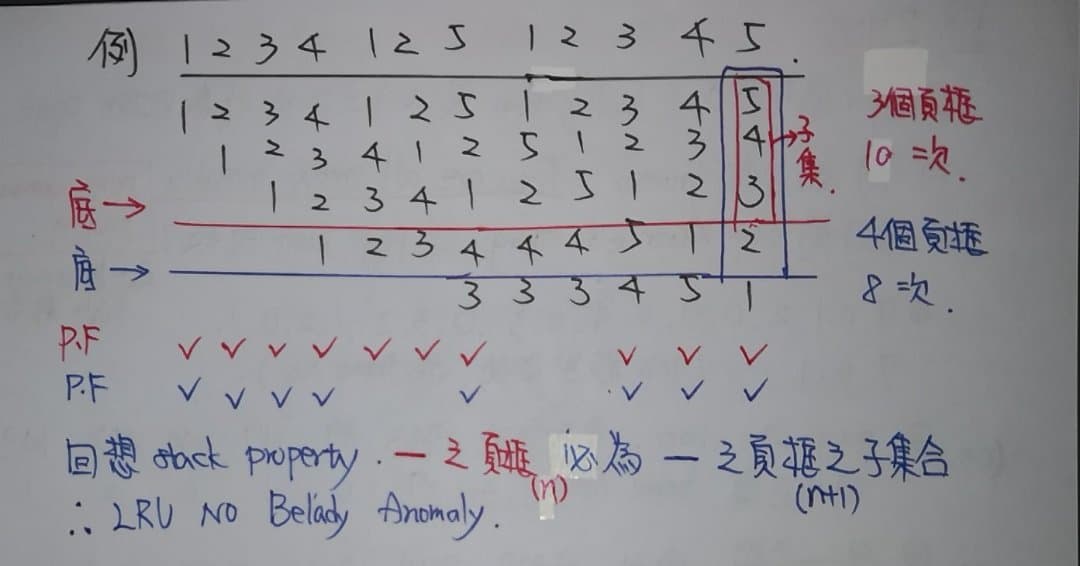 例 1 2 3 4 1 2 5 1 2 3 4 5 .
1 2 3 4 1 2 5 1 2 3 4 5
1 2 3 4 1 2 5 1 2 3 4 →子集.
底→ 1 2 3 4 1 2 5 1 2 3
1 2 3 4 4 4 5 1 2
底→
3 3 3 4 5 1
3個頁框
10 次.
4個頁框
8 次.
P.F ✓ ✓ ✓ ✓ ✓ ✓ ✓ ✓ ✓ ✓
P.F ✓ ✓ ✓ ✓ ✓ ✓ ✓ ✓
回想 stack property . 一之頁框 必為 一之頁框之子集合
(n) (n+1)
∴ LRU NO Belady Anomaly.